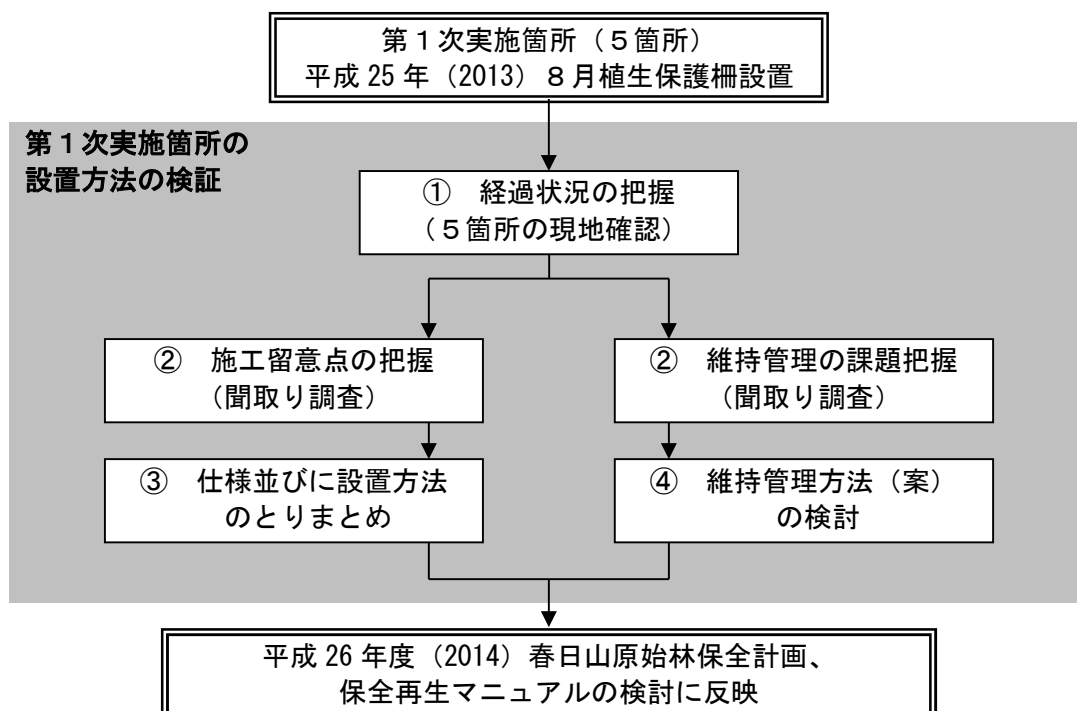 第１次実施箇所（５箇所）
平成25年（2013）８月植生保護柵設置
第１次実施箇所の
設置方法の検証
① 経過状況の把握
（５箇所の現地確認）
② 施工留意点の把握
（聞取り調査）
② 維持管理の課題把握
（聞取り調査）
③ 仕様並びに設置方法
のとりまとめ
④ 維持管理方法（案）
の検討
平成26年度（2014）春日山原始林保全計画、
保全再生マニュアルの検討に反映